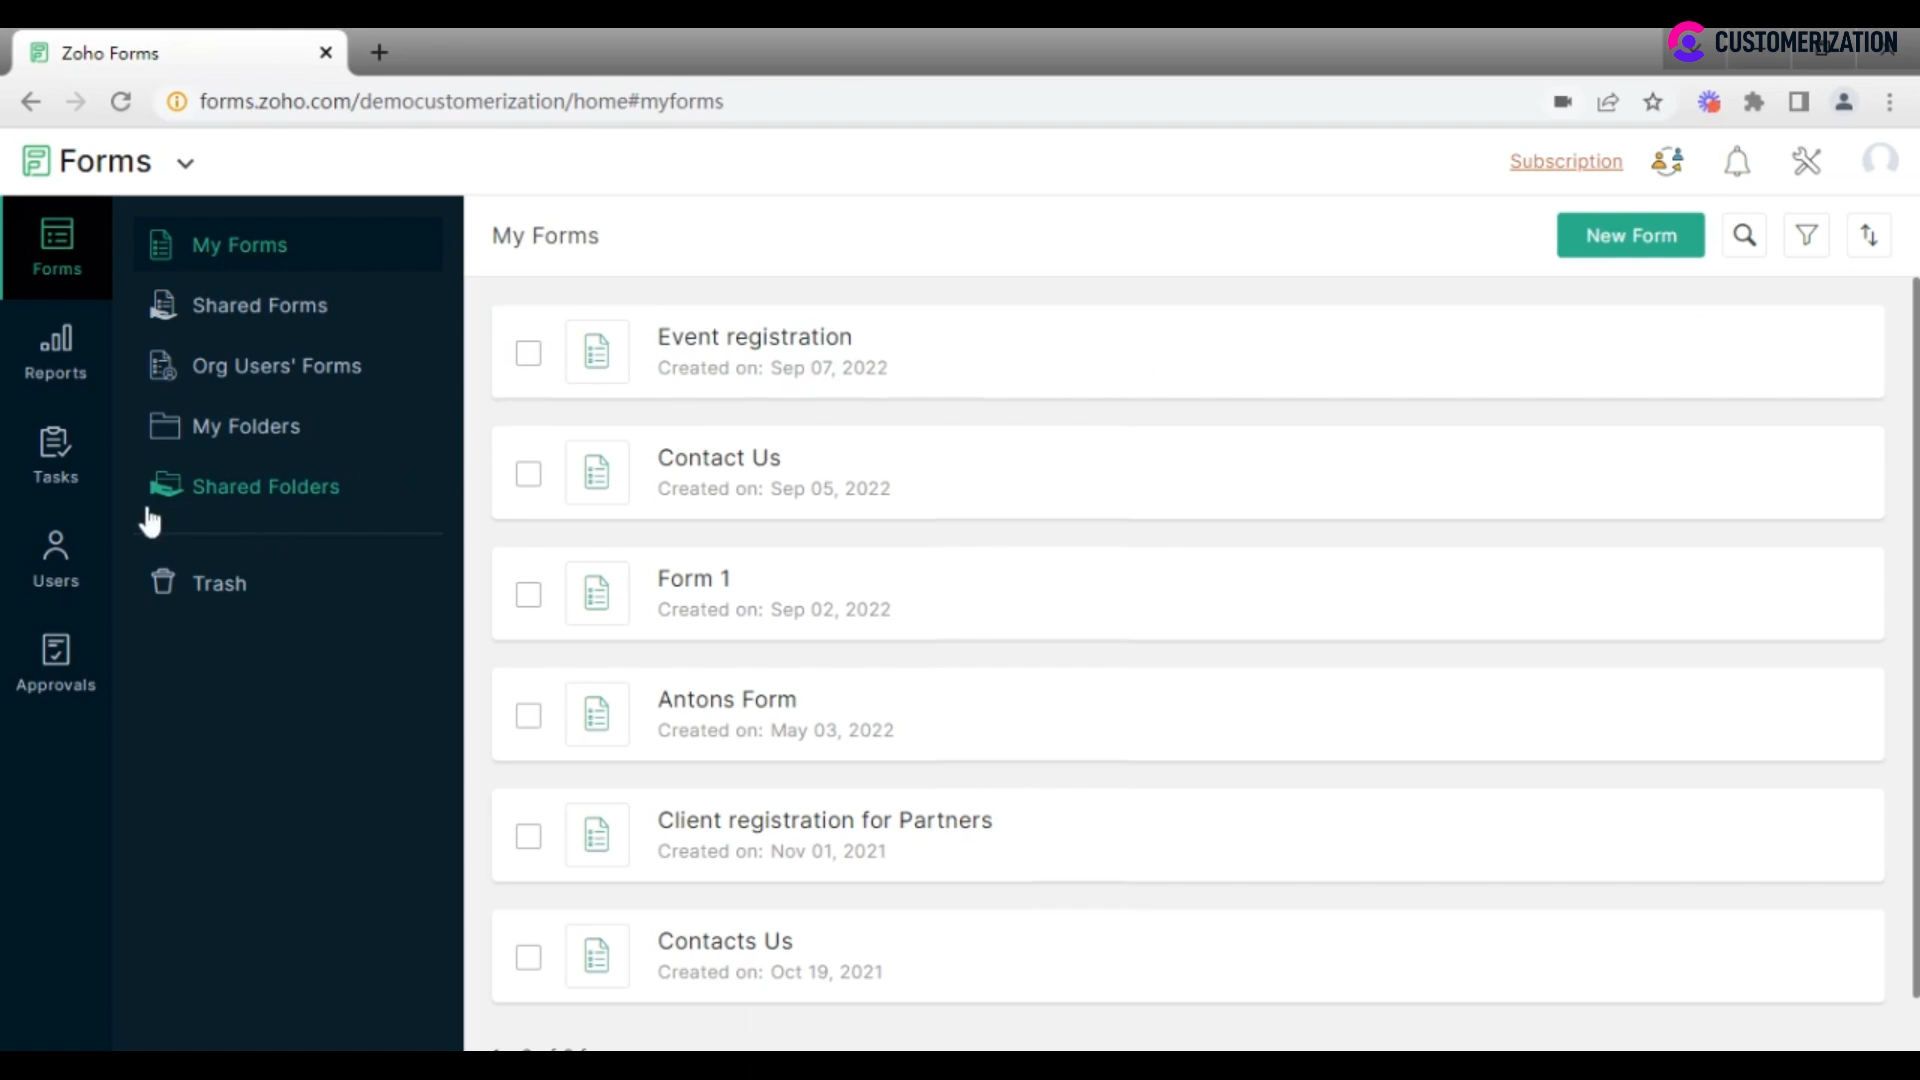 Zoho Forms
CUSTOMERIZATION
forms.zoho.com/democustomerization/home#myforms
Forms
Subscription
Forms
Reports
Tasks
Users
Approvals
My Forms
Shared Forms
Org Users' Forms
My Folders
Shared Folders
Trash
My Forms
New Form
Event registration
Created on: Sep 07, 2022
Contact Us
Created on: Sep 05, 2022
Form 1
Created on: Sep 02, 2022
Antons Form
Created on: May 03, 2022
Client registration for Partners
Created on: Nov 01, 2021
Contacts Us
Created on: Oct 19, 2021